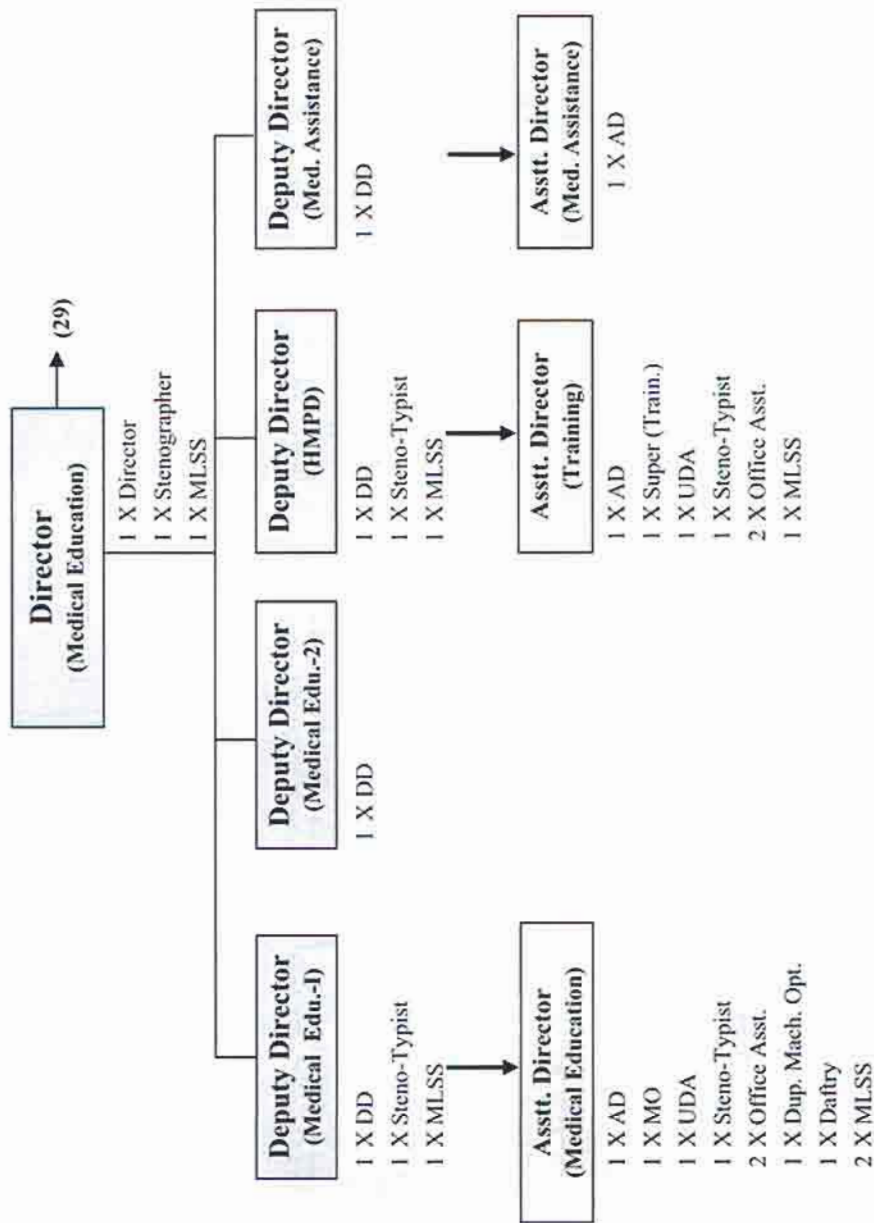 Director
(Medical Education)
(29)
1 X Director
1 X Stenographer
1 X MLSS
Deputy Director
(Medical Edu.-I)
1 X DD
1 X Steno-Typist
1 X MLSS
Deputy Director
(Medical Edu.-2)
1 X DD
Deputy Director
(HMPD)
1 X DD
1 X Steno-Typist
1 X MLSS
Deputy Director
(Med. Assistance)
1 X DD
Asstt. Director
(Medical Education)
1 X AD
1 X MO
1 X UDA
1 X Steno-Typist
2 X Office Asst.
1 X Dup. Mach. Opt.
1 X Daftry
2 X MLSS
Asstt. Director
(Training)
1 X AD
1 X Super (Train.)
1 X UDA
1 X Steno-Typist
2 X Office Asst.
1 X MLSS
Asstt. Director
(Med. Assistance)
1 X AD